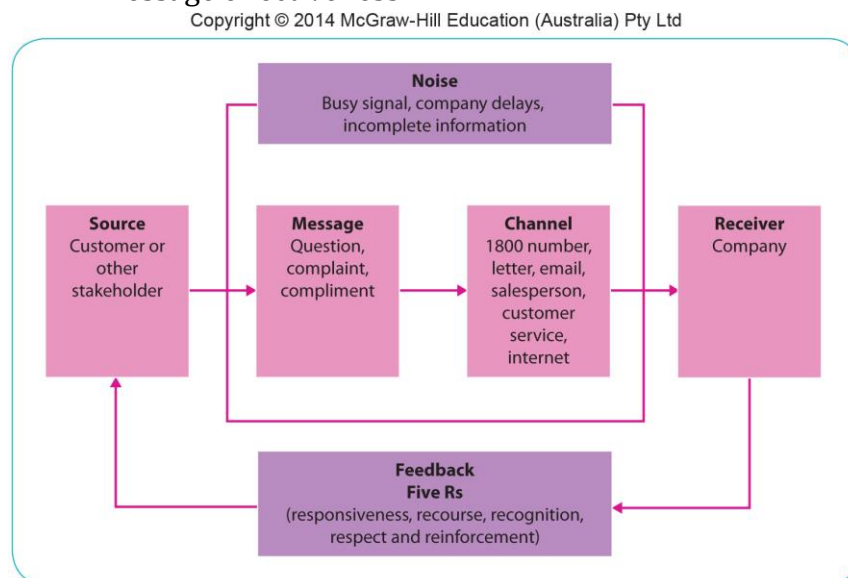 Copyright © 2014 McGraw-Hill Education (Australia) Pty Ltd
Noise
Busy signal, company delays,
incomplete information
Source
Customer or
other
stakeholder
Message
Question,
complaint,
compliment
Channel
1800 number,
letter, email,
salesperson,
customer
service,
internet
Receiver
Company
Feedback
Five Rs
(responsiveness, recourse, recognition,
respect and reinforcement)